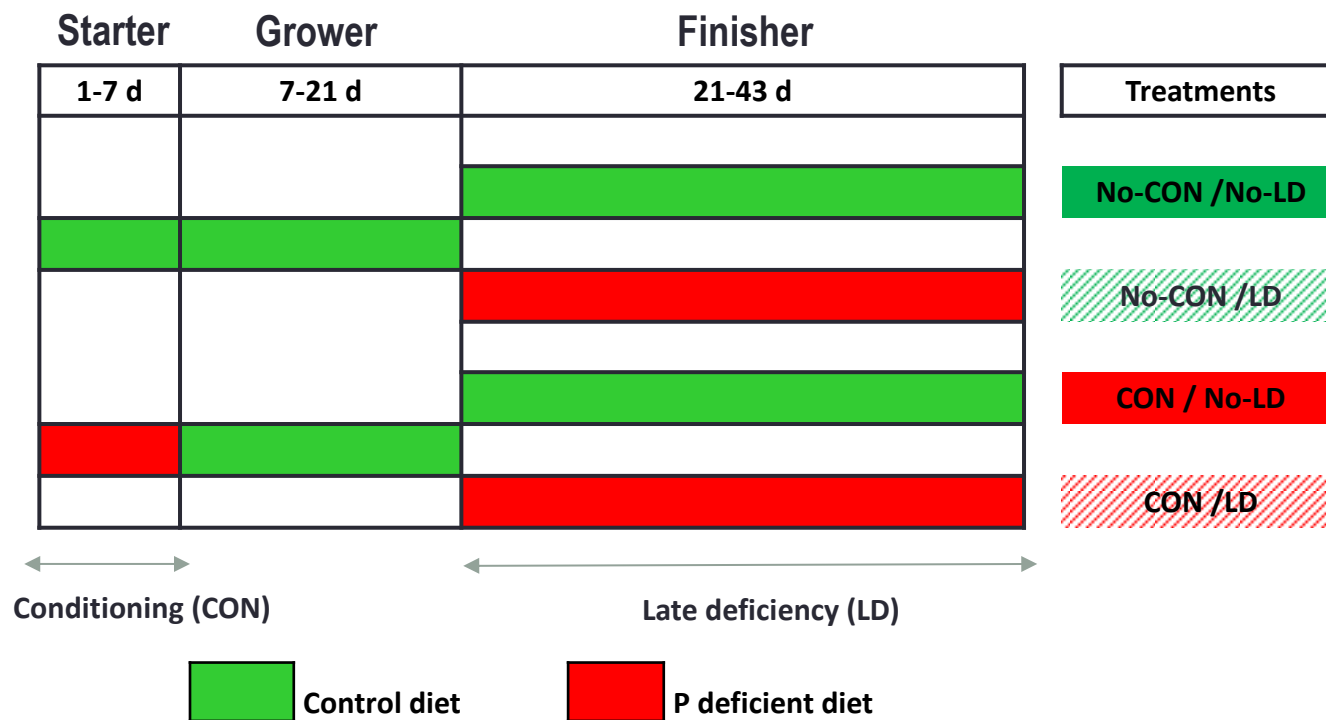 Starter Grower Finisher
1-7 d 7-21 d 21-43 d Treatments
No-CON /No-LD
No-CON /LD
CON / No-LD
CON /LD
Conditioning (CON) Late deficiency (LD)
Control diet P deficient diet